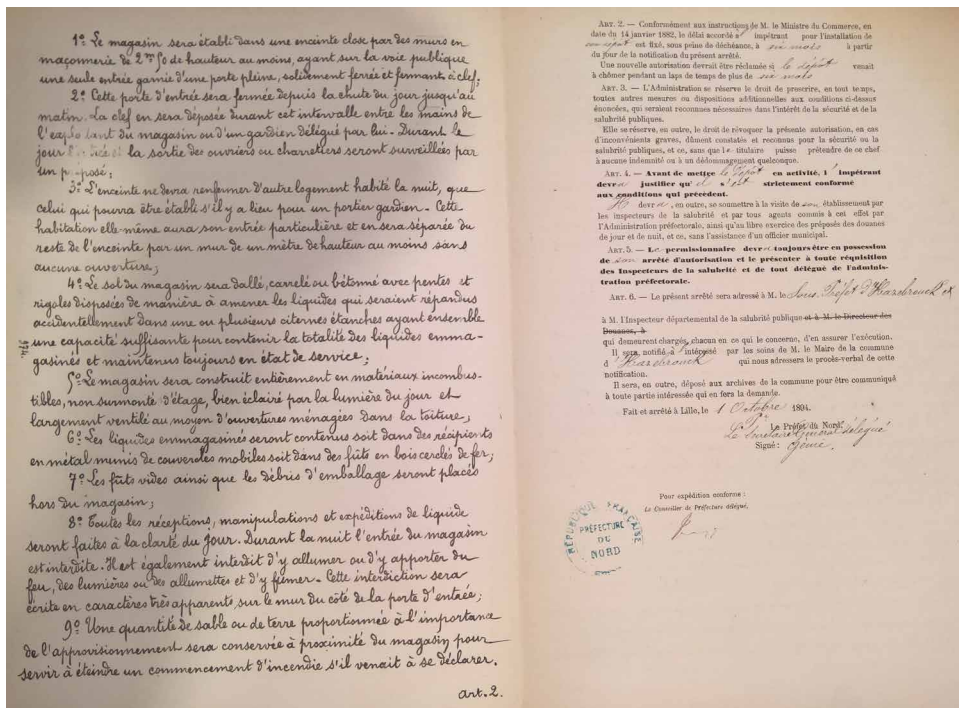 1º Le magasin sera établi dans une enceinte close par des murs en
maçonnerie de 2m50 de hauteur au moins, ayant sur la voie publique
une seule entrée garnie d'une porte pleine, solidement ferrée et fermant à clef;
2º Cette porte d'entrée sera fermée depuis la chute du jour jusqu'au
matin. La clef en sera déposée durant cet intervalle entre les mains de
l'exploitant du magasin ou d'un gardien délégué par lui. Durant le
jour l'entrée et la sortie des ouvriers ou charretiers seront surveillées par
un préposé;
3º L'enceinte ne devra renfermer d'autre logement habité la nuit, que
celui qui pourra être établi s'il y a lieu pour un portier gardien. Cette
habitation elle même aura son entrée particulière et en sera séparée du
reste de l'enceinte par un mur de un mètre de hauteur au moins sans
aucune ouverture;
4º Le sol du magasin sera dallé, carrelé ou bétonné avec pentes et
rigoles disposées de manière à amener les liquides qui seraient répandus
accidentellement dans une ou plusieurs citernes étanches ayant ensemble
une capacité suffisante pour contenir la totalité des liquides emma-
gasinés et maintenus toujours en état de service;
5º Le magasin sera construit entièrement en matériaux incombus-
tibles, non surmonté d'étage, bien éclairé par la lumière du jour et
largement ventilé au moyen d'ouvertures ménagées dans la toiture;
6º Les liquides emmagasinés seront contenus soit dans des récipients
en métal munis de couvercles mobiles soit dans des fûts en bois cerclés de fer;
7º Les fûts vides ainsi que les débris d'emballage seront placés
hors du magasin;
8º Toutes les réceptions, manipulations et expéditions de liquide
seront faites à la clarté du Jour. Durant la nuit l'entrée du magasin
est interdite. Il est également interdit d'y allumer ou d'y apporter du
feu, des lumières ou des allumettes et d'y fumer. Cette interdiction sera
écrite en caractères très apparents, sur le mur du côté de la porte d'entrée;
9º Une quantité de sable ou de terre proportionnée à l'importance
de l'approvisionnement sera conservée à proximité du magasin pour
servir à éteindre un commencement d'incendie s'il venait à se déclarer.
art. 2.
974.
ART. 2. — Conformément aux instructions de M. le Ministre du Commerce, en
date du 14 janvier 1882, le délai accordé à l'impétrant pour l'installation de
son dépôt est fixé, sous peine de déchéance, à six mois à partir
du jour de la notification du présent arrêté.
Une nouvelle autorisation devrait être réclamée si le dépôt venait
à chômer pendant un laps de temps de plus de six mois
ART. 3. — L'Administration se réserve le droit de prescrire, en tout temps,
toutes autres mesures ou dispositions additionnelles aux conditions ci-dessus
énoncées, qui seraient reconnues nécessaires dans l'intérêt de la sécurité et de la
salubrité publiques.
Elle se réserve, en outre, le droit de révoquer la présente autorisation, en cas
d'inconvénients graves, dûment constatés et reconnus pour la sécurité ou la
salubrité publiques, et ce, sans que le titulaire puisse prétendre de ce chef
à aucune indemnité ou à un dédommagement quelconque.
ART. 4. — Avant de mettre le dépôt en activité, l'impétrant
devra justifier qu'il s'est strictement conformé
aux conditions qui précèdent.
Il devra, en outre, se soumettre à la visite de son établissement par
les inspecteurs de la salubrité et par tous agents commis à cet effet par
l'Administration préfectorale, ainsi qu'au libre exercice des préposés des douanes
de jour et de nuit, et ce, sans l'assistance d'un officier municipal.
ART. 5. — Le permissionnaire devra toujours être en possession
de son arrêté d'autorisation et le présenter à toute réquisition
des Inspecteurs de la salubrité et de tout délégué de l'adminis-
tration préfectorale.
ART. 6. — Le présent arrêté sera adressé à M. le Sous-Préfet d'Hazebrouck et
à M. l'Inspecteur départemental de la salubrité publique et à M. le Directeur des
Douanes, à
qui demeurent chargés, chacun en ce qui le concerne, d'en assurer l'exécution.
Il sera notifié à l'intéressé par les soins de M. le Maire de la commune
d'Hazebrouck qui nous adressera le procès-verbal de cette
notification.
Il sera, en outre, déposé aux archives de la commune pour être communiqué
à toute partie intéressée qui en fera la demande.
Fait et arrêté à Lille, le 1 Octobre 1894.
Le Préfet du Nord,
Le Secrétaire Général délégué
Signé:
Pour expédition conforme :
Le Conseiller de Préfecture délégué,
RÉPUBLIQUE FRANÇAISE
PRÉFECTURE
DU
NORD